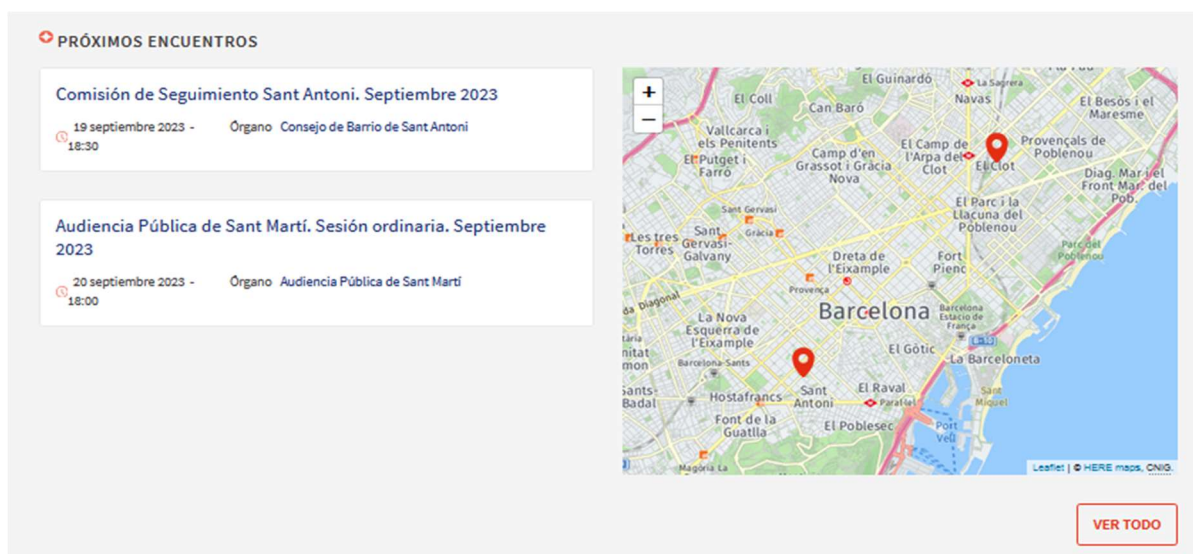 PRÓXIMOS ENCUENTROS
Comisión de Seguimiento Sant Antoni. Septiembre 2023
19 septiembre 2023 -
18:30
Órgano Consejo de Barrio de Sant Antoni
Audiencia Pública de Sant Martí. Sesión ordinaria. Septiembre
2023
20 septiembre 2023 -
18:00
Órgano Audiencia Pública de Sant Martí
+
−
El Guinardó
La Sagrera
El Coll
Can Baró
Navas
El Besòs i el
Maresme
Vallcarca i
els Penitents
El Putget i
Farró
Camp d'en
Grassot i Gràcia
Nova
El Camp de
l'Arpa del
Clot
El Clot
Provençals de
Poblenou
Diag. Mar i el
Front Mar. del
Pob.
Sant Gervasi
El Parc i la
Llacuna del
Poblenou
Les tres
Torres
Sant
Gervasi-
Galvany
Gràcia
Parc del
Poblenou
Dreta de
l'Eixample
Fort
Pienc
Provença
Diagonal
La Nova
Esquerra de
l'Eixample
Barcelona
Barcelona
Estacio de
França
B-10
Barcelona-Sants
El Gòtic
La Barceloneta
Sants-
Badal
Hostafrancs
Sant
Antoni
El Raval
Paral·lel
Sant
Miquel
Font de la
Guatlla
El Poblesec
Port
Vell
Magòria La
Leaflet | © HERE maps, CNIG.
VER TODO